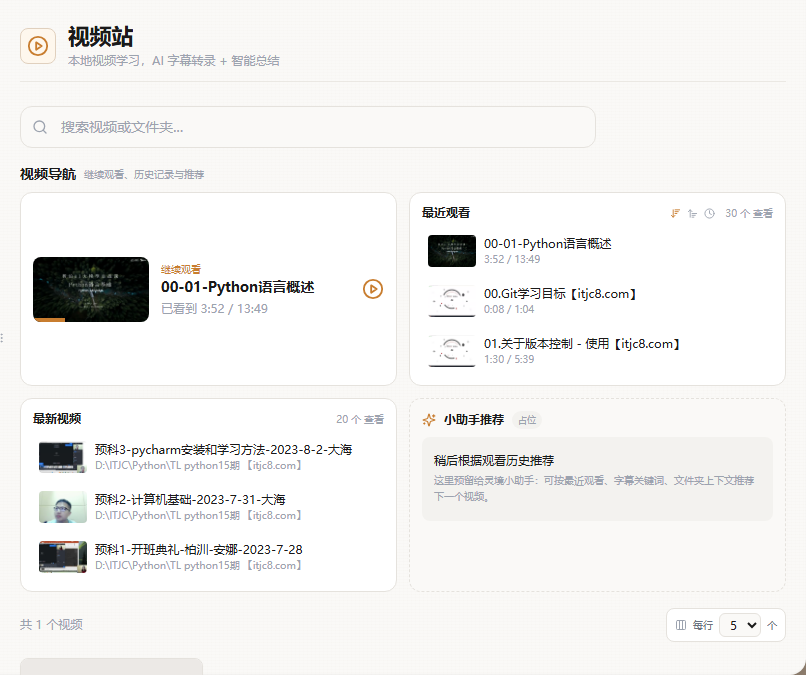 视频站
本地视频学习，AI 字幕转录 + 智能总结
搜索视频或文件夹...
视频导航 继续观看、历史记录与推荐
继续观看
00-01-Python语言概述
已看到 3:52 / 13:49
最近观看 30 个 查看
00-01-Python语言概述
3:52 / 13:49
00.Git学习目标【itjc8.com】
0:08 / 1:04
01.关于版本控制 - 使用【itjc8.com】
1:30 / 5:39
最新视频 20 个 查看
预科3-pycharm安装和学习方法-2023-8-2-大海
D:\ITJC\Python\TL python15期 【itjc8.com】
预科2-计算机基础-2023-7-31-大海
D:\ITJC\Python\TL python15期 【itjc8.com】
预科1-开班典礼-柏汌-安娜-2023-7-28
D:\ITJC\Python\TL python15期 【itjc8.com】
小助手推荐 占位
稍后根据观看历史推荐
这里预留给灵境小助手：可按最近观看、字幕关键词、文件夹上下文推荐
下一个视频。
共 1 个视频
每行 5 个